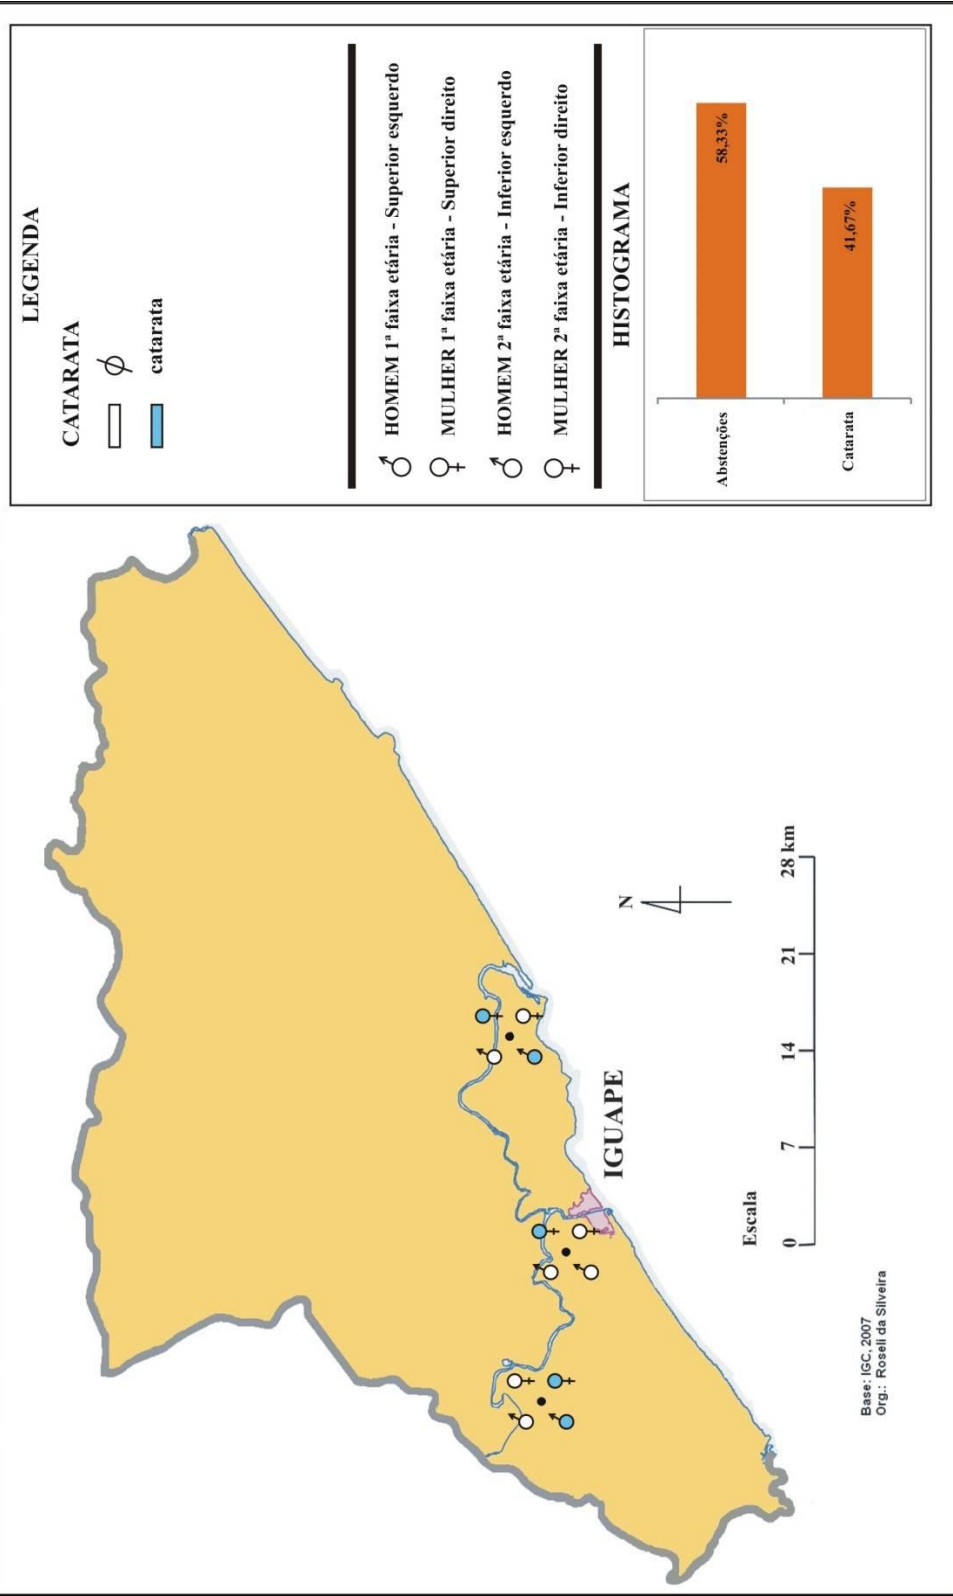 LEGENDA
CATARATA
Ø
catarata
HOMEM 1ª faixa etária - Superior esquerdo
MULHER 1ª faixa etária - Superior direito
HOMEM 2ª faixa etária - Inferior esquerdo
MULHER 2ª faixa etária - Inferior direito
HISTOGRAMA
Abstenções
58,33%
Catarata
41,67%
IGUAPE
N
Escala
0 7 14 21 28 km
Base: IGC, 2007
Org.: Roseli da Silveira